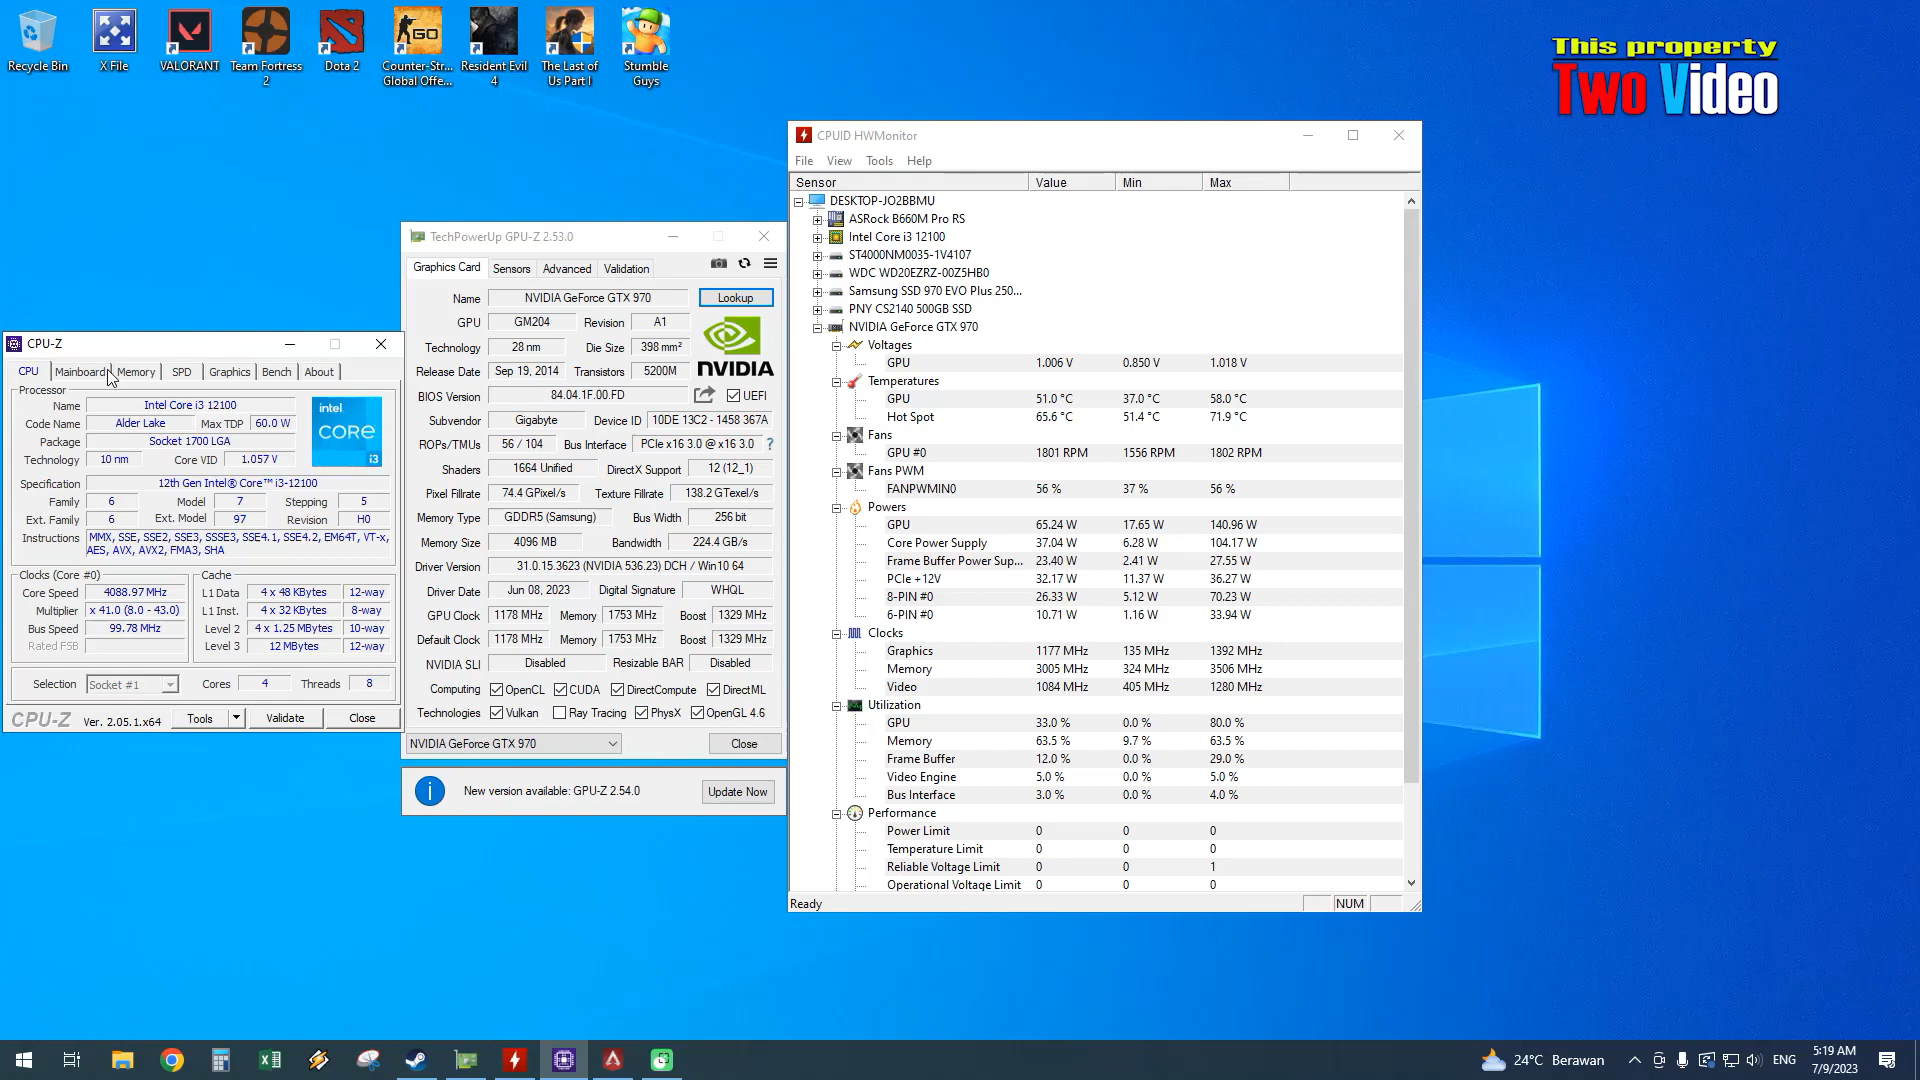 Recycle Bin
X File
VALORANT
Team Fortress
2
Dota 2
Counter-Str...
Global Offe...
Resident Evil
4
The Last of
Us Part I
Stumble
Guys
This property
Two Video
CPUID HWMonitor
File View Tools Help
Sensor Value Min Max
DESKTOP-JO2BBMU
ASRock B660M Pro RS
Intel Core i3 12100
ST4000NM0035-1V4107
WDC WD20EZRZ-00Z5HB0
Samsung SSD 970 EVO Plus 250...
PNY CS2140 500GB SSD
NVIDIA GeForce GTX 970
Voltages
GPU 1.006 V 0.850 V 1.018 V
Temperatures
GPU 51.0 °C 37.0 °C 58.0 °C
Hot Spot 65.6 °C 51.4 °C 71.9 °C
Fans
GPU #0 1801 RPM 1556 RPM 1802 RPM
Fans PWM
FANPWMIN0 56 % 37 % 56 %
Powers
GPU 65.24 W 17.65 W 140.96 W
Core Power Supply 37.04 W 6.28 W 104.17 W
Frame Buffer Power Sup... 23.40 W 2.41 W 27.55 W
PCIe +12V 32.17 W 11.37 W 36.27 W
8-PIN #0 26.33 W 5.12 W 70.23 W
6-PIN #0 10.71 W 1.16 W 33.94 W
Clocks
Graphics 1177 MHz 135 MHz 1392 MHz
Memory 3005 MHz 324 MHz 3506 MHz
Video 1084 MHz 405 MHz 1280 MHz
Utilization
GPU 33.0 % 0.0 % 80.0 %
Memory 63.5 % 9.7 % 63.5 %
Frame Buffer 12.0 % 0.0 % 29.0 %
Video Engine 5.0 % 0.0 % 5.0 %
Bus Interface 3.0 % 0.0 % 4.0 %
Performance
Power Limit 0 0 0
Temperature Limit 0 0 0
Reliable Voltage Limit 0 0 1
Operational Voltage Limit 0 0 0
Ready NUM
TechPowerUp GPU-Z 2.53.0
Graphics Card Sensors Advanced Validation
Name NVIDIA GeForce GTX 970 Lookup
GPU GM204 Revision A1
Technology 28 nm Die Size 398 mm²
Release Date Sep 19, 2014 Transistors 5200M
NVIDIA
BIOS Version 84.04.1F.00.FD UEFI
Subvendor Gigabyte Device ID 10DE 13C2 - 1458 367A
ROPs/TMUs 56 / 104 Bus Interface PCIe x16 3.0 @ x16 3.0 ?
Shaders 1664 Unified DirectX Support 12 (12_1)
Pixel Fillrate 74.4 GPixel/s Texture Fillrate 138.2 GTexel/s
Memory Type GDDR5 (Samsung) Bus Width 256 bit
Memory Size 4096 MB Bandwidth 224.4 GB/s
Driver Version 31.0.15.3623 (NVIDIA 536.23) DCH / Win10 64
Driver Date Jun 08, 2023 Digital Signature WHQL
GPU Clock 1178 MHz Memory 1753 MHz Boost 1329 MHz
Default Clock 1178 MHz Memory 1753 MHz Boost 1329 MHz
NVIDIA SLI Disabled Resizable BAR Disabled
Computing OpenCL CUDA DirectCompute DirectML
Technologies Vulkan Ray Tracing PhysX OpenGL 4.6
NVIDIA GeForce GTX 970 Close
New version available: GPU-Z 2.54.0 Update Now
CPU-Z
CPU Mainboard Memory SPD Graphics Bench About
Processor
Name Intel Core i3 12100
Code Name Alder Lake Max TDP 60.0 W
Package Socket 1700 LGA
Technology 10 nm Core VID 1.057 V
intel
CORE
i3
Specification 12th Gen Intel® Core™ i3-12100
Family 6 Model 7 Stepping 5
Ext. Family 6 Ext. Model 97 Revision H0
Instructions MMX, SSE, SSE2, SSE3, SSSE3, SSE4.1, SSE4.2, EM64T, VT-x,
AES, AVX, AVX2, FMA3, SHA
Clocks (Core #0) Cache
Core Speed 4088.97 MHz L1 Data 4 x 48 KBytes 12-way
Multiplier x 41.0 (8.0 - 43.0) L1 Inst. 4 x 32 KBytes 8-way
Bus Speed 99.78 MHz Level 2 4 x 1.25 MBytes 10-way
Rated FSB Level 3 12 MBytes 12-way
Selection Socket #1 Cores 4 Threads 8
CPU-Z Ver. 2.05.1.x64 Tools Validate Close
24°C Berawan ENG 5:19 AM
7/9/2023